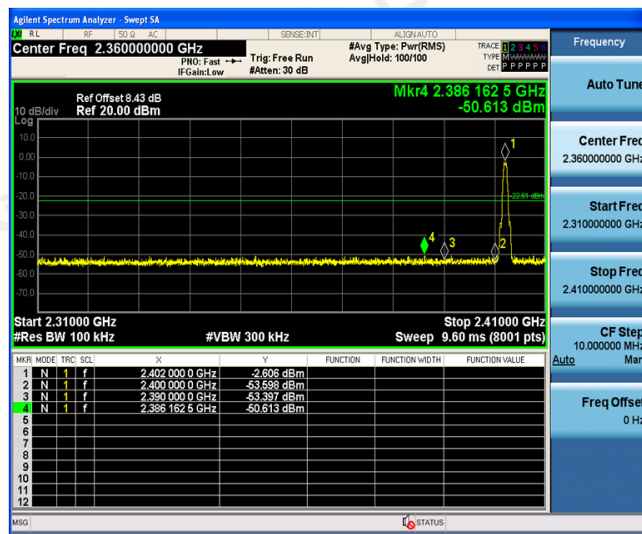 Agilent Spectrum Analyzer - Swept SA
RL RF 50 Ω AC SENSE:INT ALIGN AUTO
Center Freq 2.360000000 GHz
PNO: Fast
IFGain:Low
Trig: Free Run
#Atten: 30 dB
#Avg Type: Pwr(RMS)
Avg|Hold: 100/100
TRACE 1 2 3 4 5 6
TYPE MWWWWW
DET P P P P P P
Ref Offset 8.43 dB
Ref 20.00 dBm
10 dB/div
Log
Mkr4 2.386 162 5 GHz
-50.613 dBm
10.0
0.00
-10.0
-20.0
-30.0
-40.0
-50.0
-60.0
-70.0
1
-22.61 dBm
4
3
2
Start 2.31000 GHz
Stop 2.41000 GHz
#Res BW 100 kHz
#VBW 300 kHz
Sweep 9.60 ms (8001 pts)
MKR MODE TRC SCL X Y FUNCTION FUNCTION WIDTH FUNCTION VALUE
1 N 1 f 2.402 000 0 GHz -2.606 dBm
2 N 1 f 2.400 000 0 GHz -53.598 dBm
3 N 1 f 2.390 000 0 GHz -53.397 dBm
4 N 1 f 2.386 162 5 GHz -50.613 dBm
5
6
7
8
9
10
11
12
MSG
STATUS
Frequency
Auto Tune
Center Freq
2.360000000 GHz
Start Freq
2.310000000 GHz
Stop Freq
2.410000000 GHz
CF Step
10.000000 MHz
Auto Man
Freq Offset
0 Hz